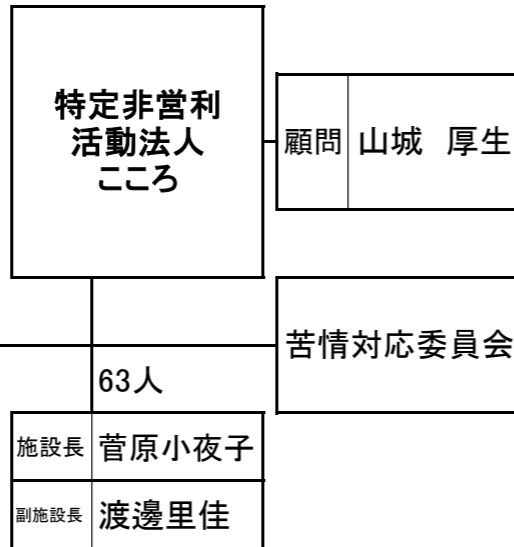 特定非営利
活動法人
こころ
顧問 山城　厚生
苦情対応委員会
63人
施設長 菅原小夜子
副施設長 渡邊里佳